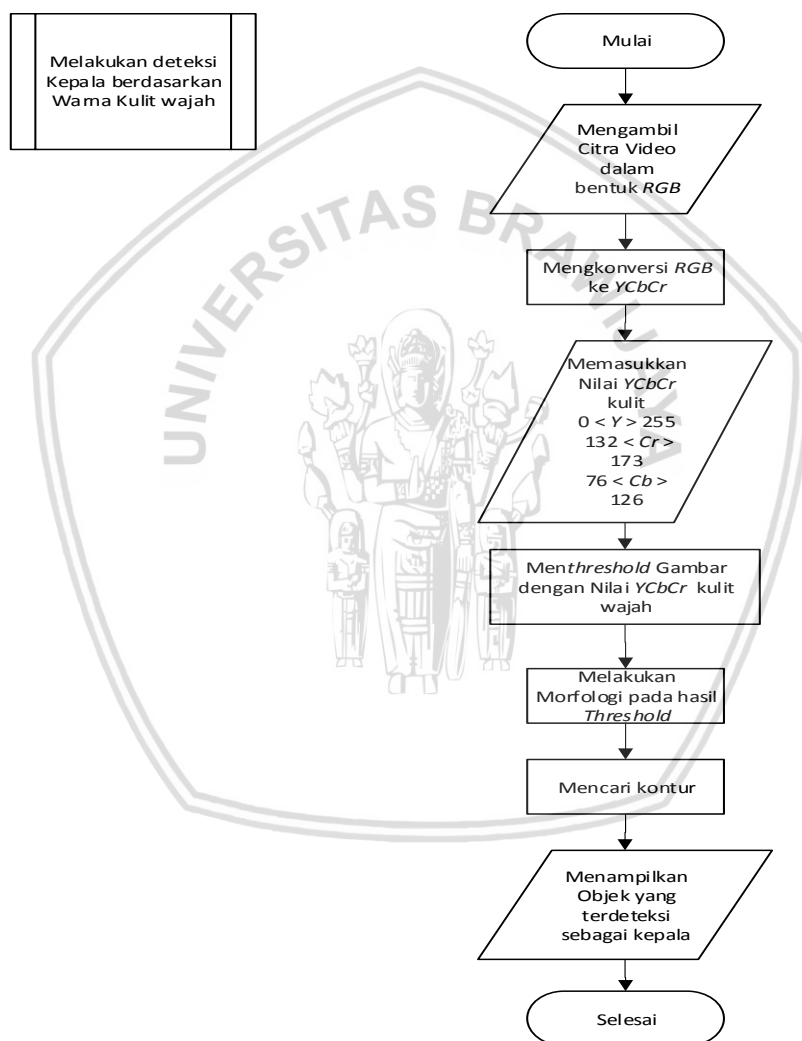 Melakukan deteksi
Kepala berdasarkan
Warna Kulit wajah
Mulai
Mengambil
Citra Video
dalam
bentuk RGB
UNIVERSITAS BRAWIJAYA
Mengkonversi RGB
ke YCbCr
Memasukkan
Nilai YCbCr
kulit
0 < Y > 255
132 < Cr >
173
76 < Cb >
126
Menthreshold Gambar
dengan Nilai YCbCr kulit
wajah
Melakukan
Morfologi pada hasil
Threshold
Mencari kontur
Menampilkan
Objek yang
terdeteksi
sebagai kepala
Selesai